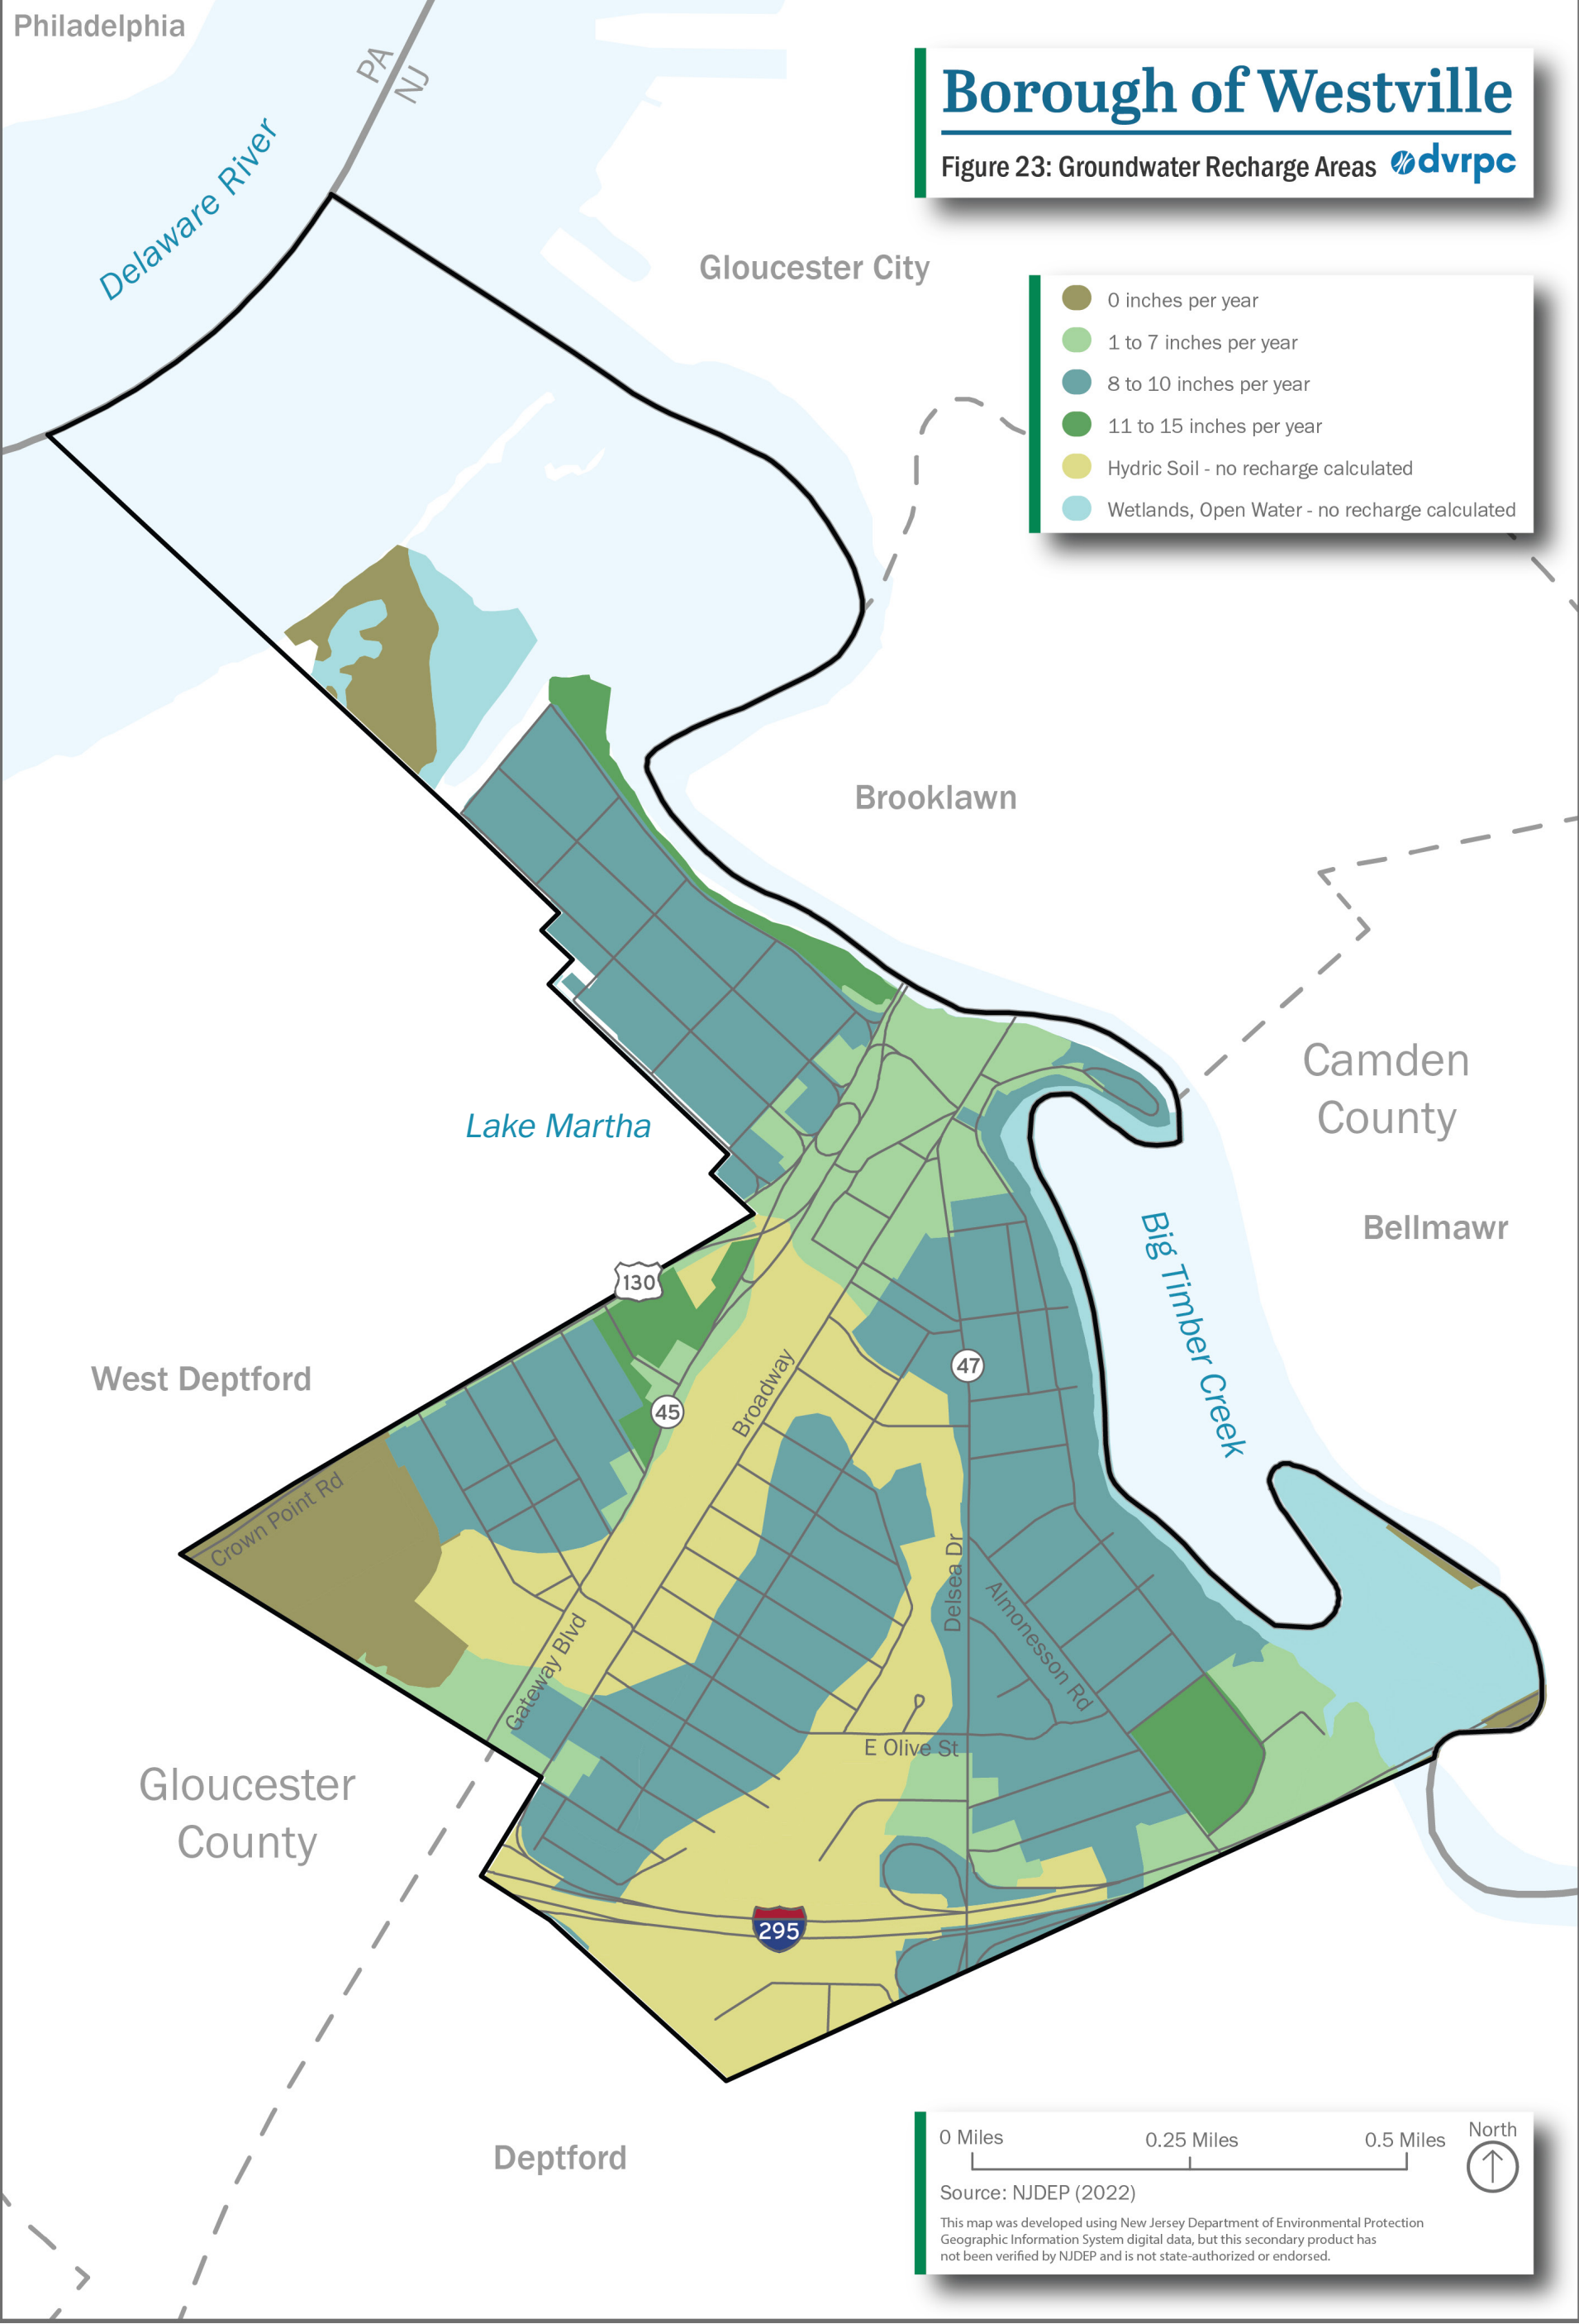 Philadelphia
PA
NJ
Borough of Westville
Figure 23: Groundwater Recharge Areas
dvrpc
Delaware River
Gloucester City
0 inches per year
1 to 7 inches per year
8 to 10 inches per year
11 to 15 inches per year
Hydric Soil - no recharge calculated
Wetlands, Open Water - no recharge calculated
Brooklawn
Camden
County
Lake Martha
Bellmawr
Big Timber Creek
130
West Deptford
47
45
Broadway
Crown Point Rd
Delsea Dr
Almonesson Rd
Gateway Blvd
E Olive St
Gloucester
County
295
Deptford
0 Miles
0.25 Miles
0.5 Miles
North
Source: NJDEP (2022)
This map was developed using New Jersey Department of Environmental Protection
Geographic Information System digital data, but this secondary product has
not been verified by NJDEP and is not state-authorized or endorsed.